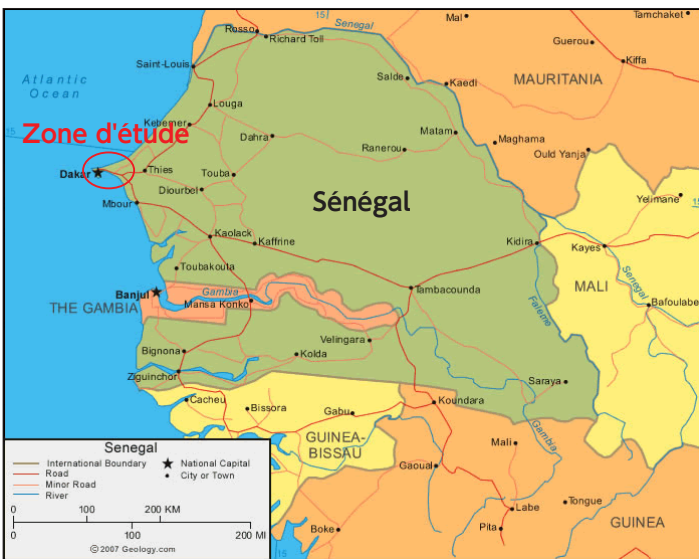 15
Senegal
Mal
Tamchaket
Rosso
Richard Toll
Guerou
Kiffa
Saint-Louis
Salde
Kaedi
MAURITANIA
Atlantic
Ocean
Louga
15
Kebemer
Zone d'étude
Dahra
Matam
Maghama
Ranerou
Ould Yanja
Dakar
Thies
Touba
Diourbel
Sénégal
Yelimane
Mbour
15
Kaolack
Kaffrine
Kidira
Kayes
Toubakouta
Senegal
Banjul
Gambia
Tambacounda
MALI
THE GAMBIA
Mansa Konko
Faleme
Bafoulabe
Velingara
Bignona
Kolda
Ziguinchor
Saraya
Cacheu
Bissora
Gabu
Koundara
GUINEA-
BISSAU
Gambia
Mali
Gaoual
Senegal
International Boundary
National Capital
Road
City or Town
Minor Road
River
0 100 200 KM
0 100 200 MI
©2007 Geology.com
Labe
Tongue
GUINEA
Boke
Pita
15